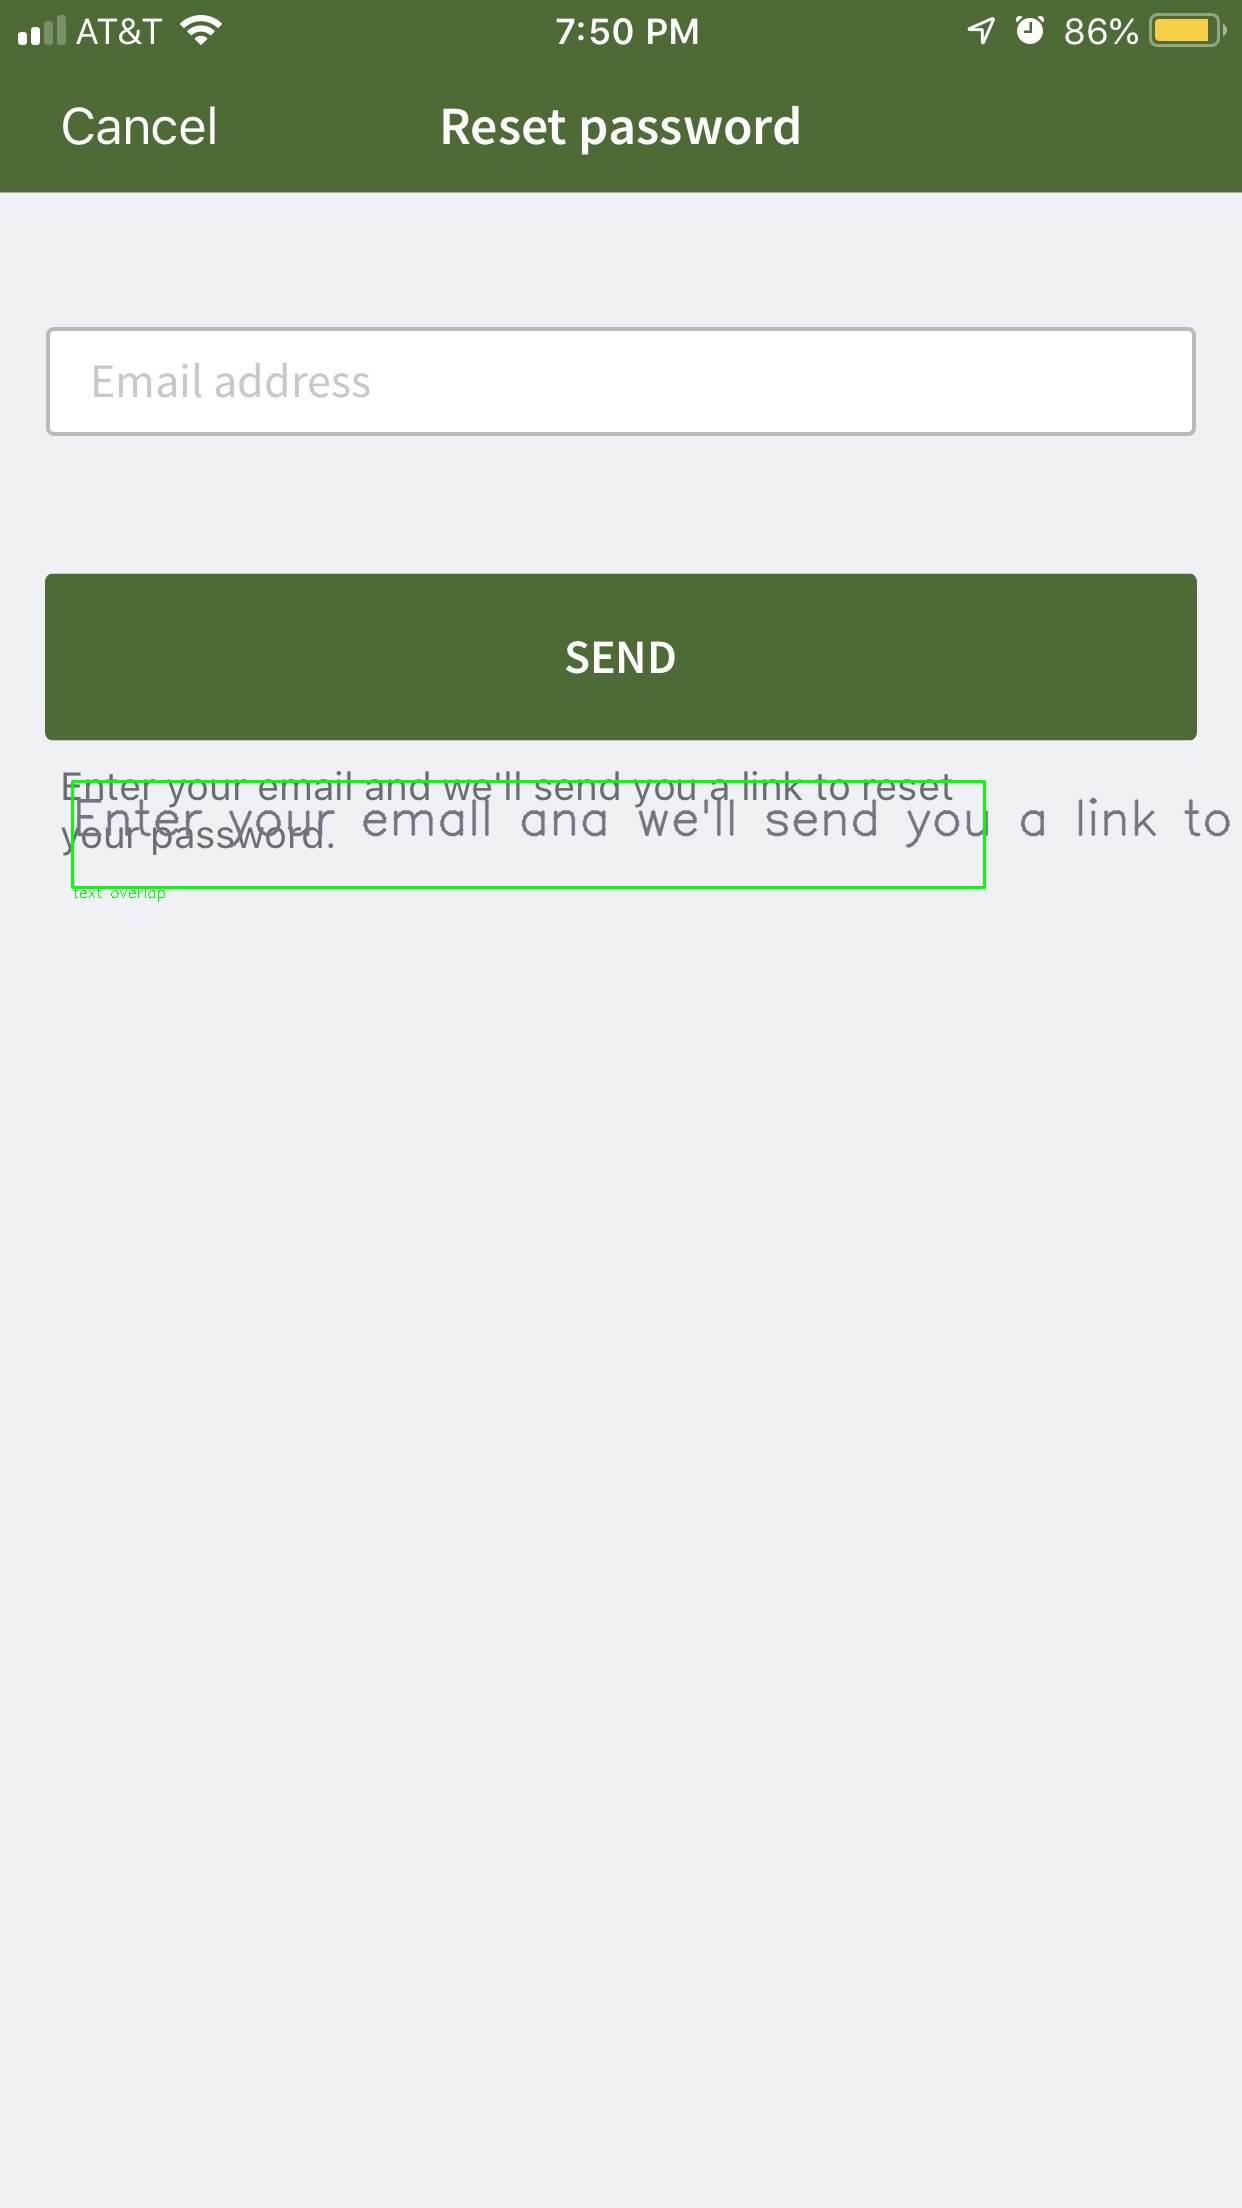 AT&T 7:50 PM 86%
Cancel Reset password
Email address
SEND
Enter your email and we'll send you a link to reset
Enter your email and we'll send you a link to
your password.
text overlap